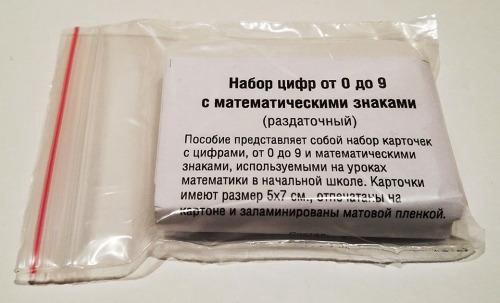 Набор цифр от 0 до 9
с математическими знаками
(раздаточный)
Пособие представляет собой набор карточек
с цифрами, от 0 до 9 и математическими
знаками, используемыми на уроках
математики в начальной школе. Карточки
имеют размер 5х7 см., отпечатаны на
картоне и заламинированы матовой пленкой.